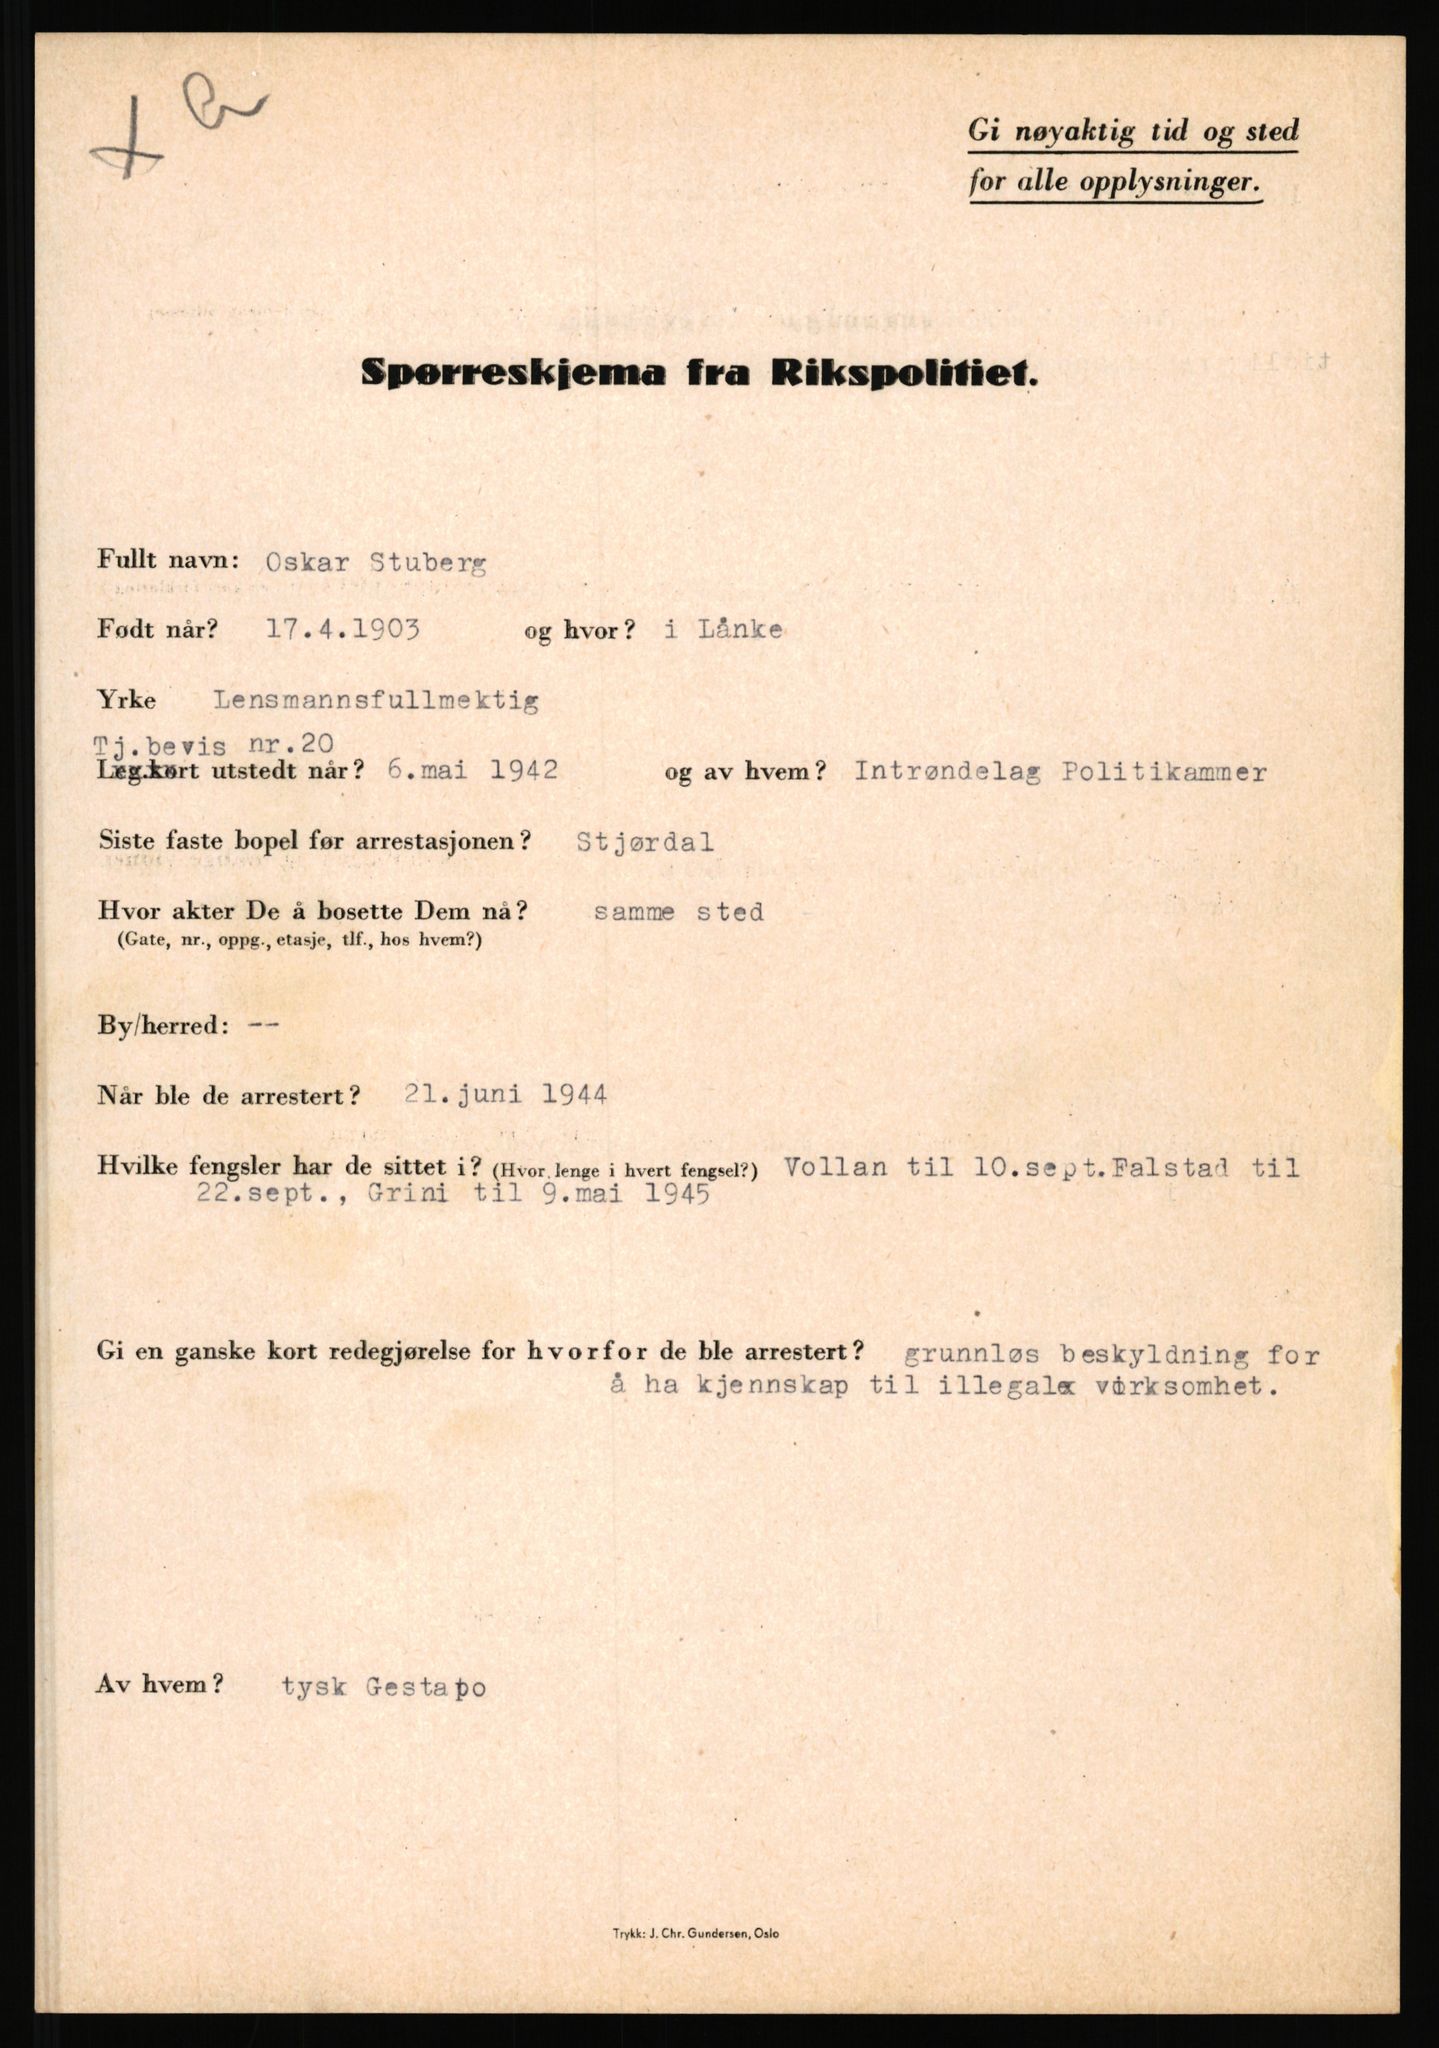 Gi nøyaktig tid og sted
for alle opplysninger.
Spørreskjema fra Rikspolitiet.
Fullt navn: Oskar Stuberg
Født når? 17.4.1903 og hvor? i Lånke
Yrke Lensmannsfullmektig
Tj.bevis nr.20
Leg.kort utstedt når? 6.mai 1942 og av hvem? Intrøndelag Politikammer
Siste faste bopel før arrestasjonen? Stjørdal
Hvor akter De å bosette Dem nå? samme sted
(Gate, nr., oppg., etasje, tlf., hos hvem?)
By/herred: --
Når ble de arrestert? 21.juni 1944
Hvilke fengsler har de sittet i? (Hvor lenge i hvert fengsel?) Vollan til 10.sept.Falstad til
22.sept., Grini til 9.mai 1945
Gi en ganske kort redegjørelse for hvorfor de ble arrestert? grunnløs beskyldning for
å ha kjennskap til illegal virksomhet.
Av hvem? tysk Gestapo
Trykk: J. Chr. Gundersen, Oslo